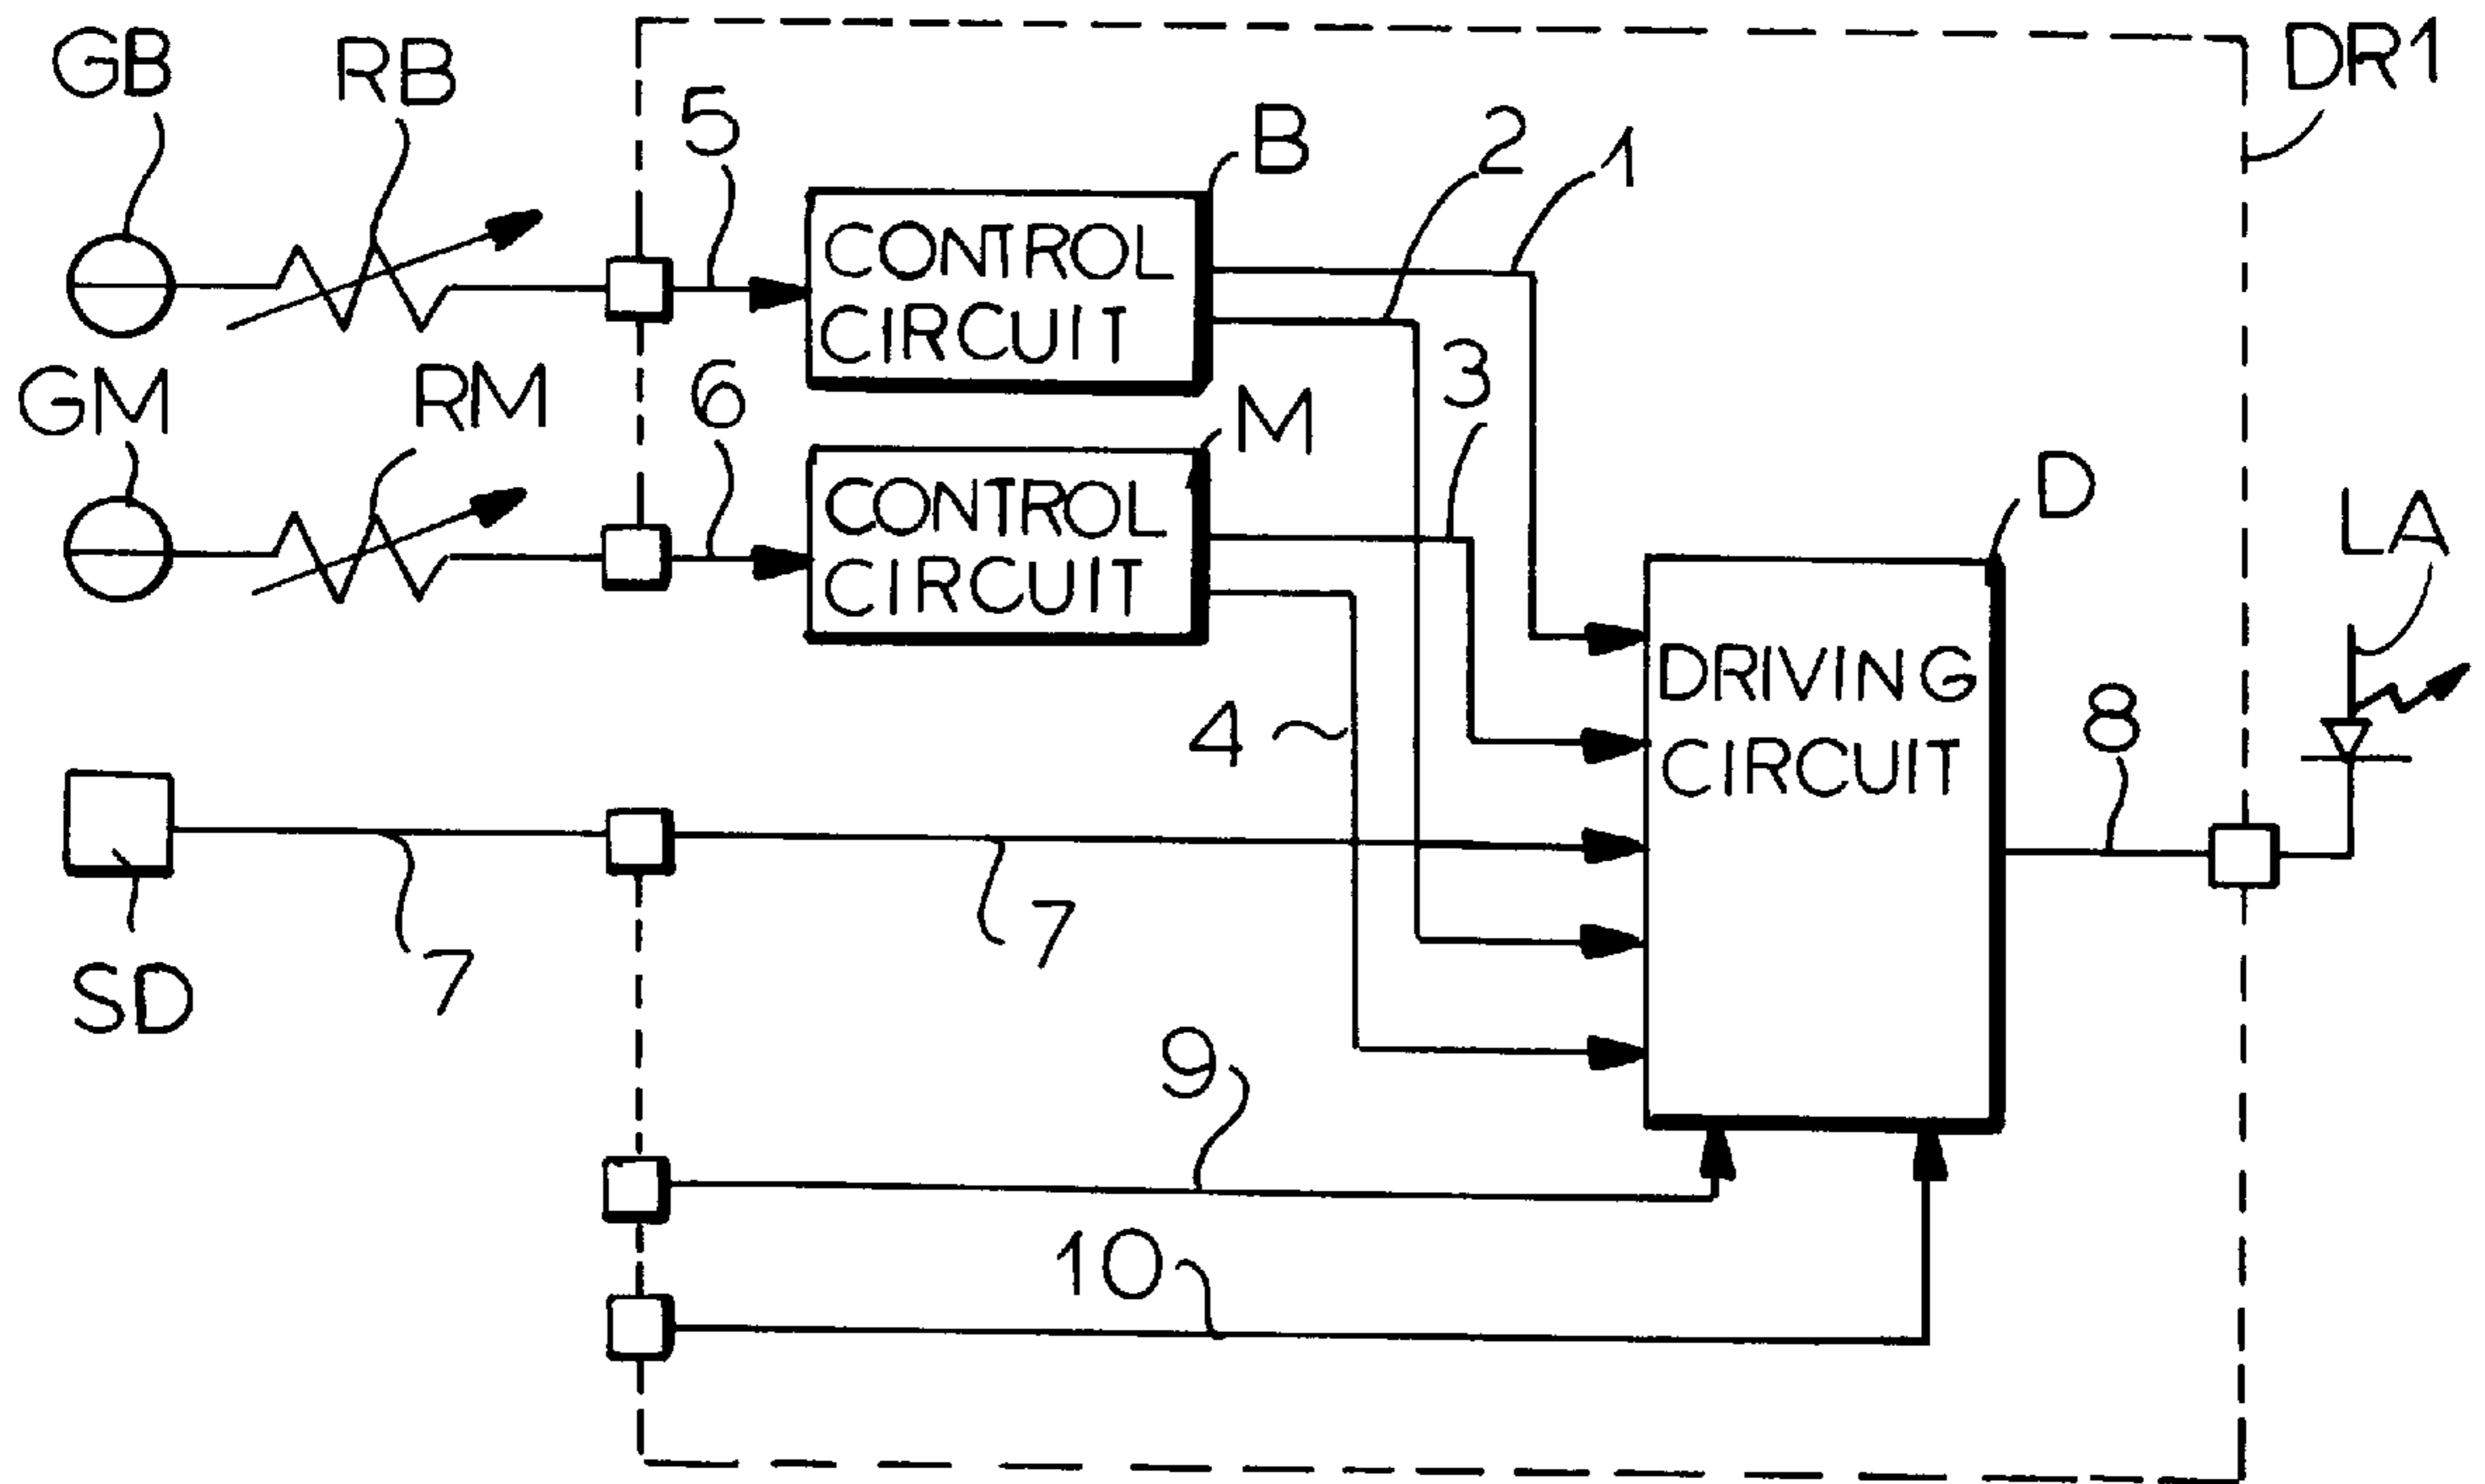 GB
RB
5
B
2
1
DR1
CONTROL
CIRCUIT
GM
RM
6
M
3
CONTROL
CIRCUIT
D
LA
DRIVING
CIRCUIT
4
8
SD
7
7
9
10